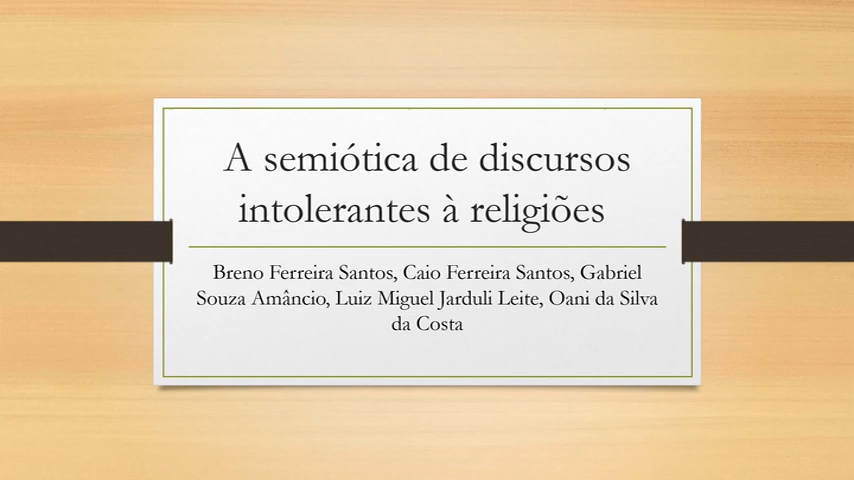 A semiótica de discursos
intolerantes à religiões
Breno Ferreira Santos, Caio Ferreira Santos, Gabriel
Souza Amâncio, Luiz Miguel Jarduli Leite, Oani da Silva
da Costa